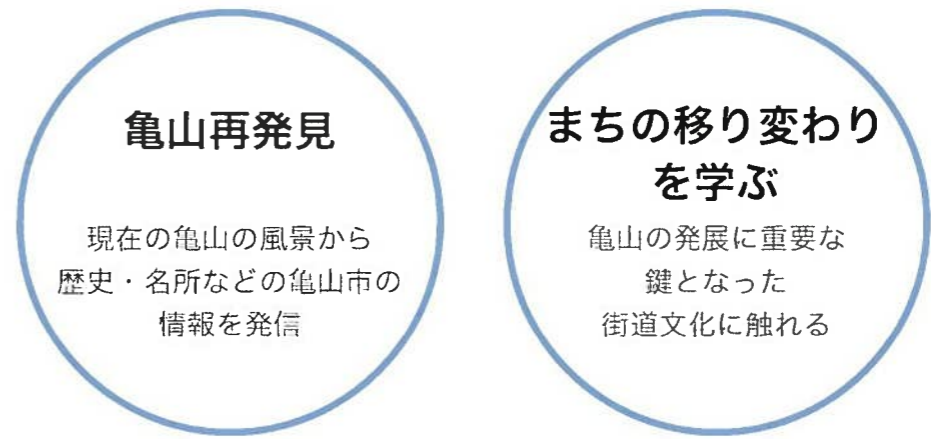 亀山再発見
現在の亀山の風景から
歴史・名所などの亀山市の
情報を発信
まちの移り変わり
を学ぶ
亀山の発展に重要な
鍵となった
街道文化に触れる